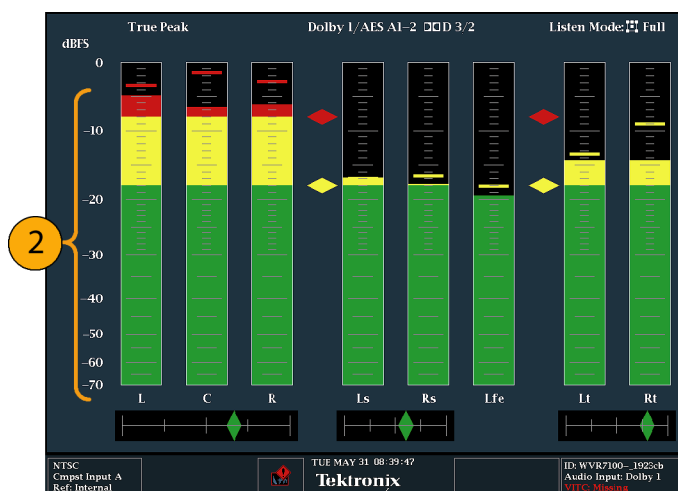 True Peak
Dolby 1/AES A1-2 DD D 3/2
Listen Mode: Full
dBFS
0
-10
-20
-30
-40
-50
-60
-70
2
L C R Ls Rs Lfe Lt Rt
NTSC
Cmpst Input A
Ref: Internal
TUE MAY 31 08:39:47
Tektronix
ID: WVR7100-_1923cb
Audio Input: Dolby 1
VITC: Missing